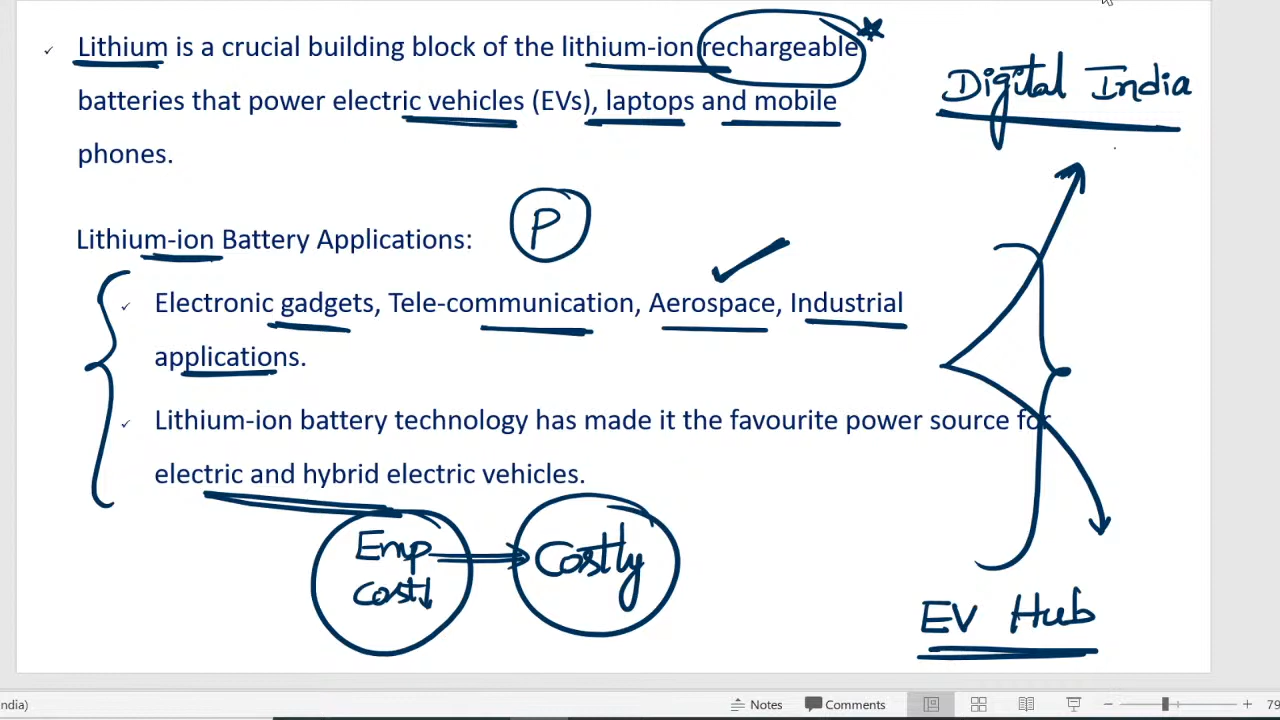 Lithium is a crucial building block of the lithium-ion rechargeable
batteries that power electric vehicles (EVs), laptops and mobile
phones.
Digital India
Lithium-ion Battery Applications:
P
Electronic gadgets, Tele-communication, Aerospace, Industrial
applications.
Lithium-ion battery technology has made it the favourite power source for
electric and hybrid electric vehicles.
Emp
cost↓
Costly
EV Hub
ndia)
Notes
Comments
79